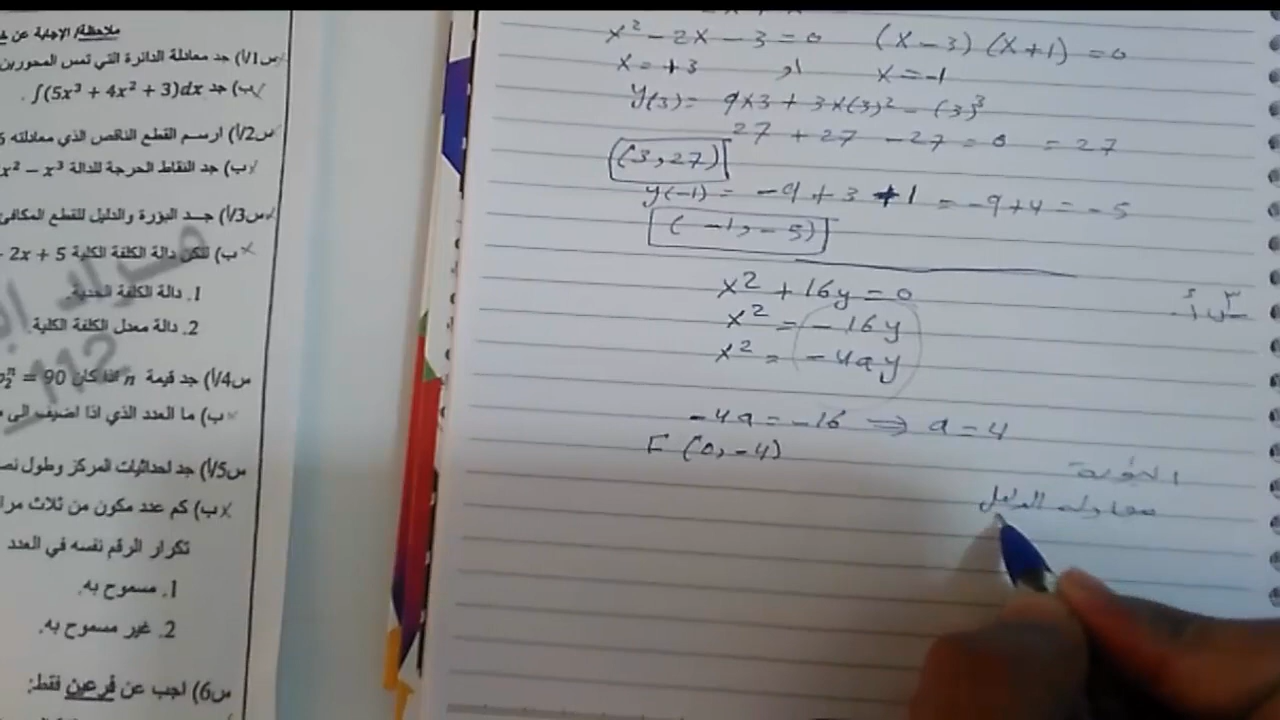 ملاحظة/ الإجابة عن
س1/أ) جد معادلة الدائرة التي تمس المحورين
ب) جد ∫(5x³ + 4x² + 3)dx .
س2/أ) ارسم القطع الناقص الذي معادلته
ب) جد النقاط الحرجة للدالة x² − x³
س3/أ) جد البؤرة والدليل للقطع المكافئ
ب) لتكن دالة الكلفة الكلية 2x + 5
1. دالة الكلفة الحدية.
2. دالة معدل الكلفة الكلية
س4/أ) جد قيمة n اذا كان = 90
ب) ما العدد الذي اذا اضيف الى
س5/أ) جد احداثيات المركز وطول
ب) كم عدد مكون من ثلاث
تكرار الرقم نفسه في العدد
1. مسموح به.
2. غير مسموح به.
س6) اجب عن فرعين فقط:
112
x² − 2x − 3 = 0 (x − 3) (x + 1) = 0
x = +3 او x = −1
y(3) = 9×3 + 3×(3)² − (3)³
27 + 27 − 27 = 0 = 27
(3, 27)
y(−1) = −9 + 3 + 1 = −9 + 4 = −5
(−1, −5)
س٣ أ
x² + 16y = 0
x² = −16y
x² = −4ay
−4a = −16 ⇒ a = 4
F (0, −4) البؤرة
معادلة الدليل